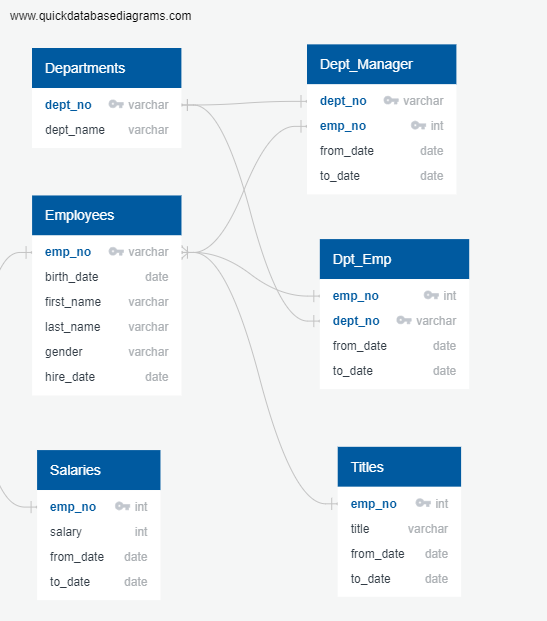 www.quickdatabasediagrams.com
Departments
dept_no varchar
dept_name varchar
Dept_Manager
dept_no varchar
emp_no int
from_date date
to_date date
Employees
emp_no varchar
birth_date date
first_name varchar
last_name varchar
gender varchar
hire_date date
Dpt_Emp
emp_no int
dept_no varchar
from_date date
to_date date
Salaries
emp_no int
salary int
from_date date
to_date date
Titles
emp_no int
title varchar
from_date date
to_date date